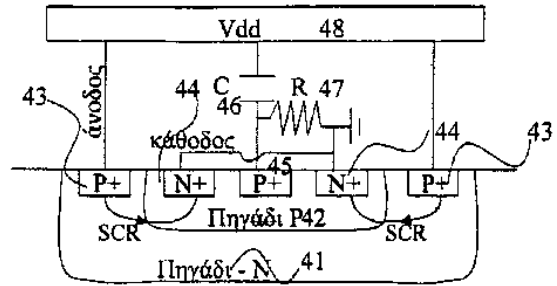 Vdd 48
άνοδος
C
R
47
43
44
46
κάθοδος
44
43
45
P+
N+
P+
N+
P+
Πηγάδι P42
SCR
SCR
Πηγάδι - N
41